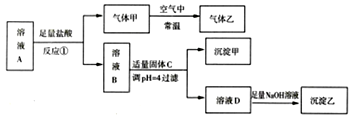 溶液A
足量盐酸
反应①
气体甲
空气中
常温
气体乙
溶液B
适量固体C
调pH=4过滤
沉淀甲
溶液D
足量NaOH溶液
沉淀乙